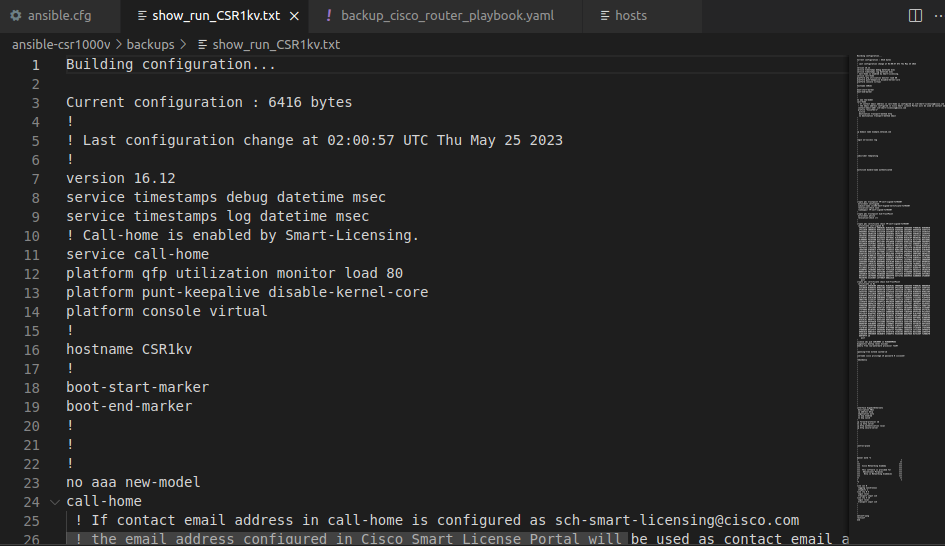 ansible.cfg
show_run_CSR1kv.txt
backup_cisco_router_playbook.yaml
hosts
ansible-csr1000v > backups > show_run_CSR1kv.txt
1 Building configuration...
2
3 Current configuration : 6416 bytes
4 !
5 ! Last configuration change at 02:00:57 UTC Thu May 25 2023
6 !
7 version 16.12
8 service timestamps debug datetime msec
9 service timestamps log datetime msec
10 ! Call-home is enabled by Smart-Licensing.
11 service call-home
12 platform qfp utilization monitor load 80
13 platform punt-keepalive disable-kernel-core
14 platform console virtual
15 !
16 hostname CSR1kv
17 !
18 boot-start-marker
19 boot-end-marker
20 !
21 !
22 !
23 no aaa new-model
24 call-home
25 ! If contact email address in call-home is configured as sch-smart-licensing@cisco.com
26 ! the email address configured in Cisco Smart License Portal will be used as contact email a